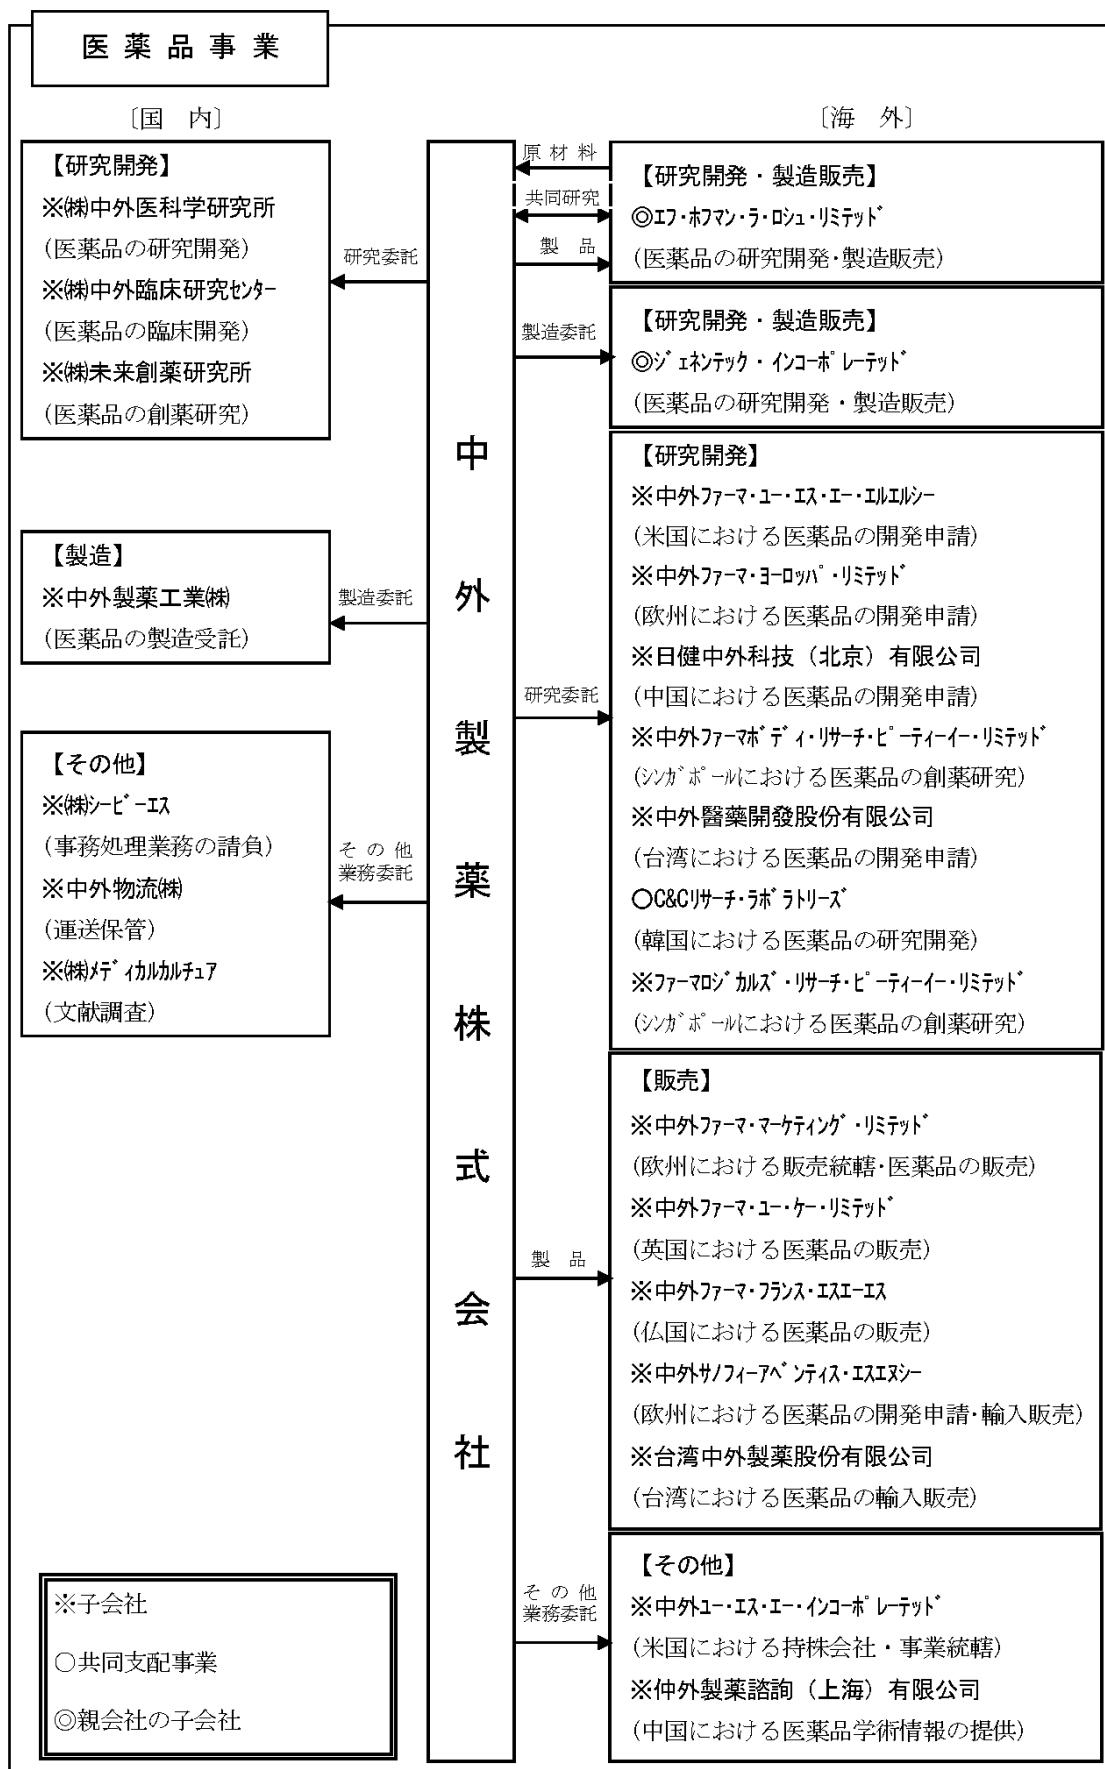 医薬品事業
〔国 内〕
【研究開発】
※㈱中外医科学研究所
(医薬品の研究開発)
※㈱中外臨床研究ｾﾝﾀｰ
(医薬品の臨床開発)
※㈱未来創薬研究所
(医薬品の創薬研究)
研究委託
【製造】
※中外製薬工業㈱
(医薬品の製造受託)
製造委託
【その他】
※㈱ｼｰﾋﾞｰｴｽ
(事務処理業務の請負)
※中外物流㈱
(運送保管)
※㈱ﾒﾃﾞｨｶﾙｶﾙﾁｭｱ
(文献調査)
その他
業務委託
中外製薬株式会社
〔海 外〕
原材料
共同研究
製 品
【研究開発・製造販売】
◎ｴﾌ･ﾎﾌﾏﾝ･ﾗ･ﾛｼｭ･ﾘﾐﾃｯﾄﾞ
(医薬品の研究開発･製造販売)
製造委託
【研究開発・製造販売】
◎ｼﾞｪﾈﾝﾃｯｸ・ｲﾝｺｰﾎﾟﾚｰﾃｯﾄﾞ
(医薬品の研究開発・製造販売)
研究委託
【研究開発】
※中外ﾌｧｰﾏ･ﾕｰ･ｴｽ･ｴｰ･ｴﾙｴﾙｼｰ
(米国における医薬品の開発申請)
※中外ﾌｧｰﾏ･ﾖｰﾛｯﾊﾟ･ﾘﾐﾃｯﾄﾞ
(欧州における医薬品の開発申請)
※日健中外科技（北京）有限公司
(中国における医薬品の開発申請)
※中外ﾌｧｰﾏﾎﾞﾃﾞｨ･ﾘｻｰﾁ･ﾋﾟｰﾃｨｰｲｰ･ﾘﾐﾃｯﾄﾞ
(ｼﾝｶﾞﾎﾟｰﾙにおける医薬品の創薬研究)
※中外醫藥開發股份有限公司
(台湾における医薬品の開発申請)
○C&Cﾘｻｰﾁ･ﾗﾎﾞﾗﾄﾘｰｽﾞ
(韓国における医薬品の研究開発)
※ﾌｧｰﾏﾛｼﾞｶﾙｽﾞ･ﾘｻｰﾁ･ﾋﾟｰﾃｨｰｲｰ･ﾘﾐﾃｯﾄﾞ
(ｼﾝｶﾞﾎﾟｰﾙにおける医薬品の創薬研究)
製 品
【販売】
※中外ﾌｧｰﾏ･ﾏｰｹﾃｨﾝｸﾞ･ﾘﾐﾃｯﾄﾞ
(欧州における販売統轄･医薬品の販売)
※中外ﾌｧｰﾏ･ﾕｰ･ｹｰ･ﾘﾐﾃｯﾄﾞ
(英国における医薬品の販売)
※中外ﾌｧｰﾏ･ﾌﾗﾝｽ･ｴｽｴｰｴｽ
(仏国における医薬品の販売)
※中外ｻﾉﾌｨｰｱﾍﾞﾝﾃｨｽ･ｴｽｴﾇｼｰ
(欧州における医薬品の開発申請･輸入販売)
※台湾中外製薬股份有限公司
(台湾における医薬品の輸入販売)
その他
業務委託
【その他】
※中外ﾕｰ･ｴｽ･ｴｰ･ｲﾝｺｰﾎﾟﾚｰﾃｯﾄﾞ
(米国における持株会社・事業統轄)
※仲外製薬諮詢（上海）有限公司
(中国における医薬品学術情報の提供)
※子会社
○共同支配事業
◎親会社の子会社